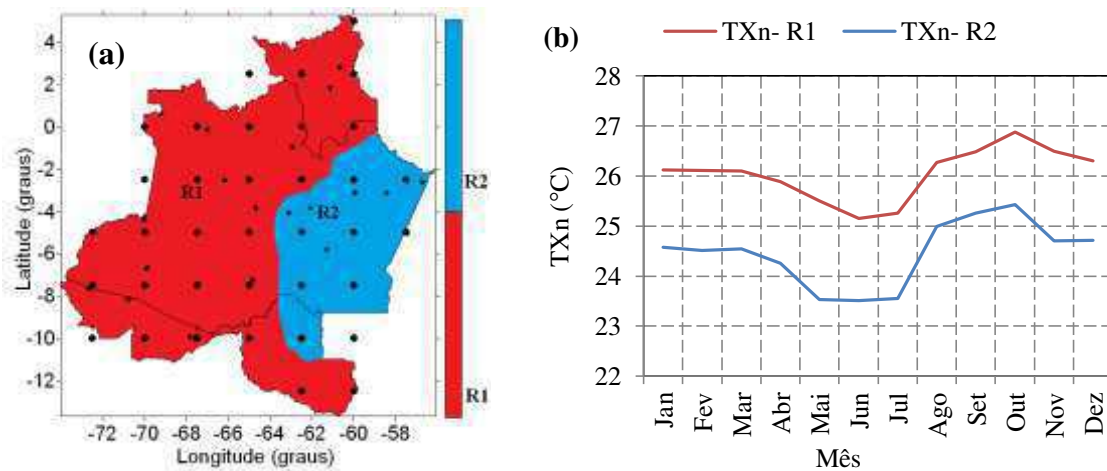 (a)
4
2
0
-2
-4
-6
-8
-10
-12
Latitude (graus)
R1
R2
-72 -70 -68 -66 -64 -62 -60 -58
Longitude (graus)
R2
R1
(b)
TXn- R1 TXn- R2
28
27
26
25
24
23
22
TXn (°C)
Jan Fev Mar Abr Mai Jun Jul Ago Set Out Nov Dez
Mês